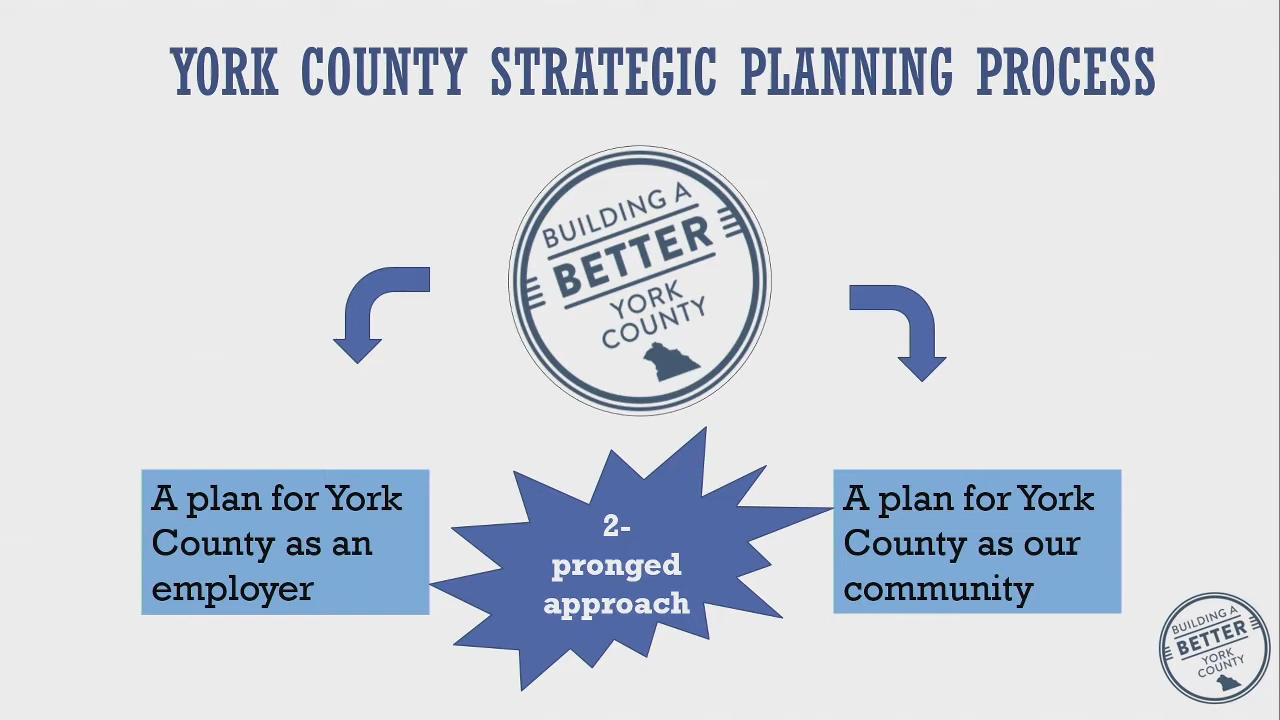 YORK COUNTY STRATEGIC PLANNING PROCESS
BUILDING A
BETTER
YORK
COUNTY
A plan for York
County as an
employer
2-
pronged
approach
A plan for York
County as our
community
BUILDING A
BETTER
YORK
COUNTY